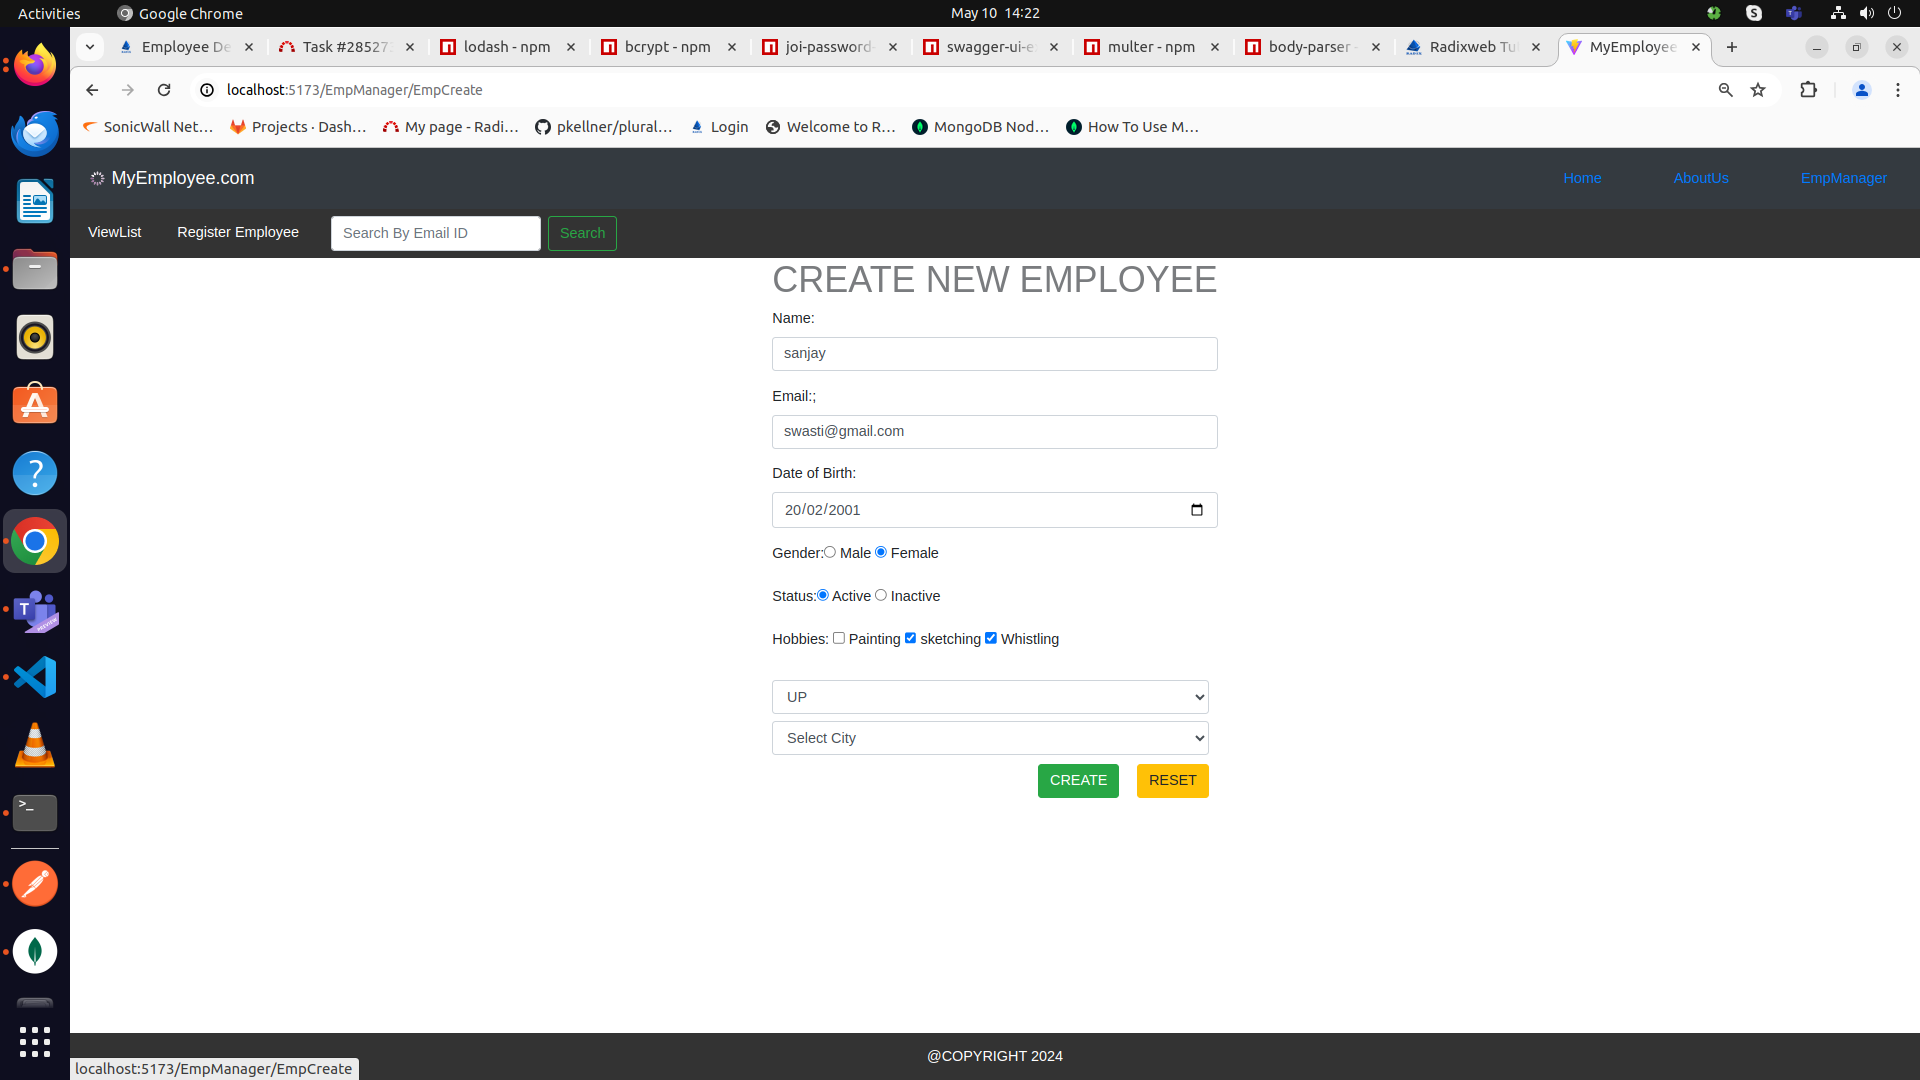 Activities Google Chrome May 10 14:22
Employee De Task #28527 lodash - npm bcrypt - npm joi-password- swagger-ui-e multer - npm body-parser - Radixweb Tu MyEmployee
localhost:5173/EmpManager/EmpCreate
SonicWall Net... Projects · Dash... My page - Radi... pkellner/plural... Login Welcome to R... MongoDB Nod... How To Use M...
MyEmployee.com Home AboutUs EmpManager
ViewList Register Employee Search By Email ID Search
CREATE NEW EMPLOYEE
Name:
sanjay
Email:;
swasti@gmail.com
Date of Birth:
20/02/2001
Gender: Male Female
Status: Active Inactive
Hobbies: Painting sketching Whistling
UP
Select City
CREATE RESET
@COPYRIGHT 2024
localhost:5173/EmpManager/EmpCreate